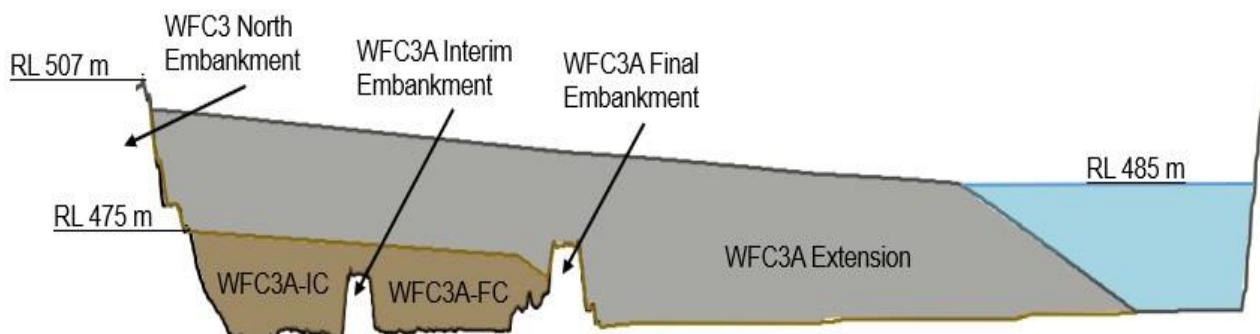 WFC3 North
Embankment
WFC3A Interim
Embankment
WFC3A Final
Embankment
RL 507 m
RL 485 m
RL 475 m
WFC3A Extension
WFC3A-IC
WFC3A-FC